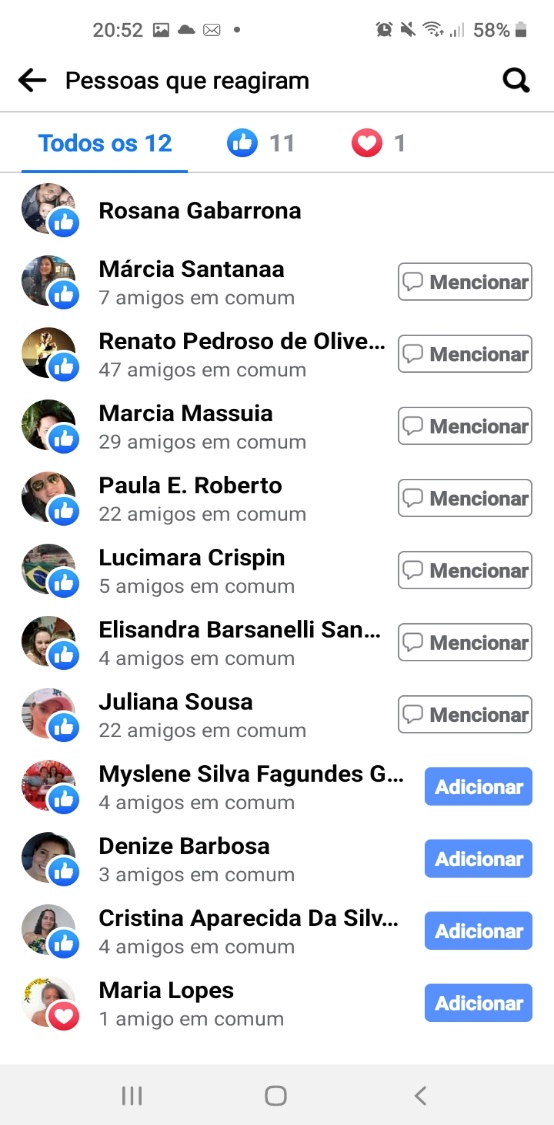 20:52
58%
Pessoas que reagiram
Todos os 12
11
1
Rosana Gabarrona
Márcia Santanaa
7 amigos em comum
Mencionar
Renato Pedroso de Olive...
47 amigos em comum
Mencionar
Marcia Massuia
29 amigos em comum
Mencionar
Paula E. Roberto
22 amigos em comum
Mencionar
Lucimara Crispin
5 amigos em comum
Mencionar
Elisandra Barsanelli San...
4 amigos em comum
Mencionar
Juliana Sousa
22 amigos em comum
Mencionar
Myslene Silva Fagundes G...
4 amigos em comum
Adicionar
Denize Barbosa
3 amigos em comum
Adicionar
Cristina Aparecida Da Silv...
4 amigos em comum
Adicionar
Maria Lopes
1 amigo em comum
Adicionar